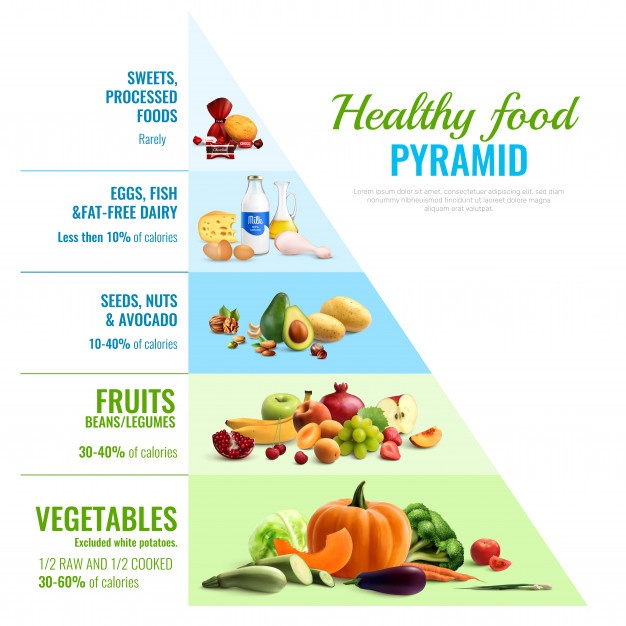 Healthy food
PYRAMID
Lorem ipsum dolor sit amet, consectetuer adipiscing elit, sed diam
nonummy nibh euismod tincidunt ut laoreet dolore magna
aliquam erat volutpat.
SWEETS,
PROCESSED
FOODS
Rarely
EGGS, FISH
&FAT-FREE DAIRY
Less then 10% of calories
Milk
SEEDS, NUTS
& AVOCADO
10-40% of calories
FRUITS
BEANS/LEGUMES
30-40% of calories
VEGETABLES
Excluded white potatoes.
1/2 RAW AND 1/2 COOKED
30-60% of calories